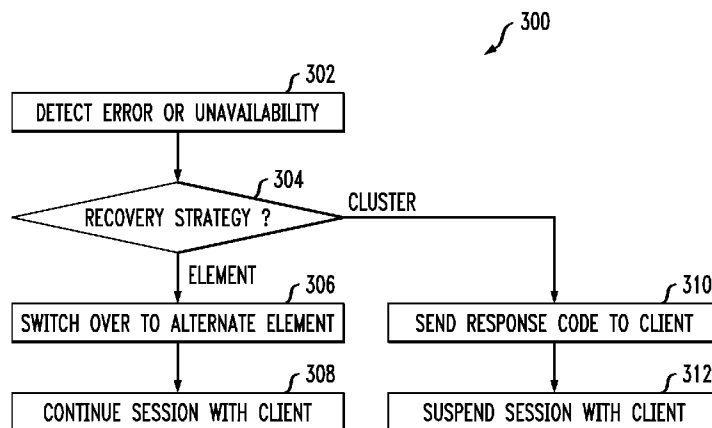 300
302
DETECT ERROR OR UNAVAILABILITY
304
RECOVERY STRATEGY ?
CLUSTER
ELEMENT
306
SWITCH OVER TO ALTERNATE ELEMENT
310
SEND RESPONSE CODE TO CLIENT
308
CONTINUE SESSION WITH CLIENT
312
SUSPEND SESSION WITH CLIENT